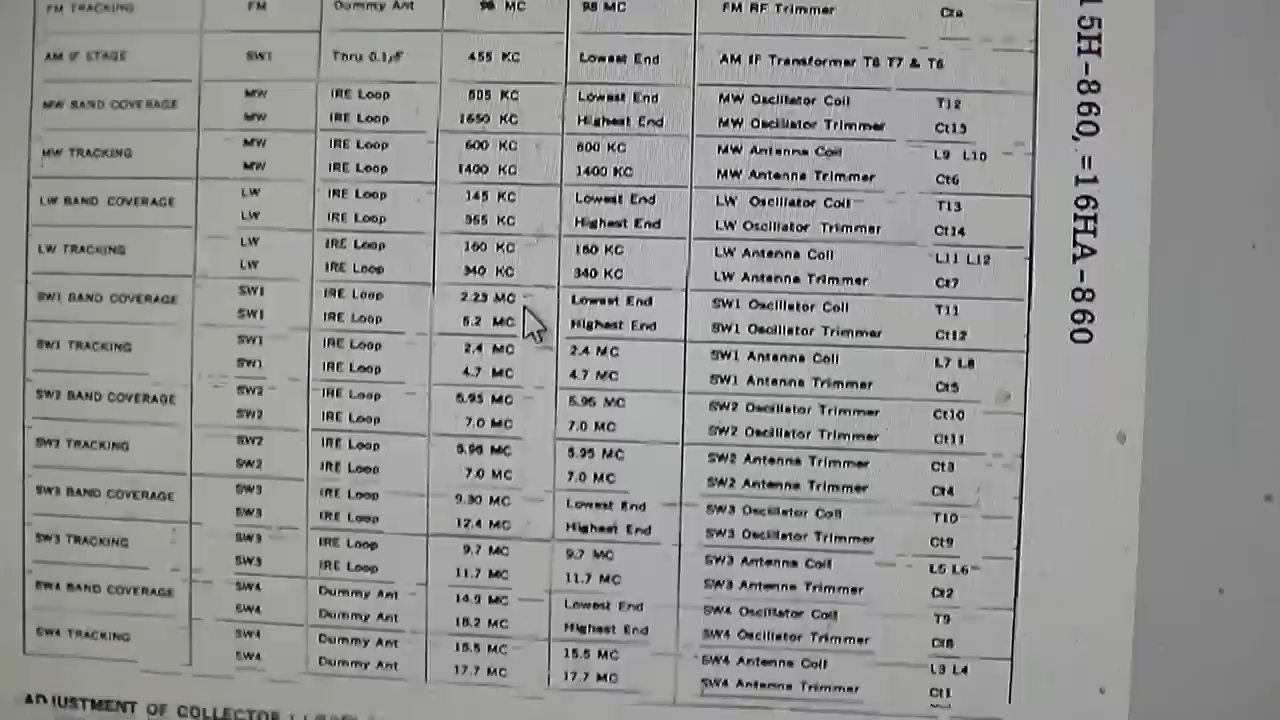 FM TRACKING FM Dummy Ant 98 MC 98 MC FM RF Trimmer
AM IF STAGE SW1 Thru 455 KC Lowest End AM IF Transformer T8 T7 & T6
MW BAND COVERAGE MW IRE Loop 505 KC Lowest End MW Oscillator Coil T12
MW IRE Loop 1650 KC Highest End MW Oscillator Trimmer Ct13
MW TRACKING MW IRE Loop 600 KC 600 KC MW Antenna Coil L9 L10
MW IRE Loop 1400 KC 1400 KC MW Antenna Trimmer Ct6
LW BAND COVERAGE LW IRE Loop 145 KC Lowest End LW Oscillator Coil T13
LW IRE Loop 355 KC Highest End LW Oscillator Trimmer Ct14
LW TRACKING LW IRE Loop 160 KC 160 KC LW Antenna Coil L11 L12
LW IRE Loop 340 KC 340 KC LW Antenna Trimmer Ct7
SW1 BAND COVERAGE SW1 IRE Loop 2.25 MC Lowest End SW1 Oscillator Coil T11
SW1 IRE Loop 5.2 MC Highest End SW1 Oscillator Trimmer Ct12
SW1 TRACKING SW1 IRE Loop 2.4 MC 2.4 MC SW1 Antenna Coil L7 L8
SW1 IRE Loop 4.7 MC 4.7 MC SW1 Antenna Trimmer Ct5
SW2 BAND COVERAGE SW2 IRE Loop 5.95 MC 5.95 MC SW2 Oscillator Trimmer Ct10
SW2 IRE Loop 7.0 MC 7.0 MC SW2 Oscillator Trimmer Ct11
SW2 TRACKING SW2 IRE Loop 5.95 MC 5.95 MC SW2 Antenna Trimmer Ct3
SW2 IRE Loop 7.0 MC 7.0 MC SW2 Antenna Trimmer Ct4
SW3 BAND COVERAGE SW3 IRE Loop 9.30 MC Lowest End SW3 Oscillator Coil T10
SW3 IRE Loop 12.4 MC Highest End SW3 Oscillator Trimmer Ct9
SW3 TRACKING SW3 IRE Loop 9.7 MC 9.7 MC SW3 Antenna Coil L5 L6
SW3 IRE Loop 11.7 MC 11.7 MC SW3 Antenna Trimmer Ct2
SW4 BAND COVERAGE SW4 Dummy Ant 14.9 MC Lowest End SW4 Oscillator Coil T9
SW4 Dummy Ant 18.2 MC Highest End SW4 Oscillator Trimmer Ct8
SW4 TRACKING SW4 Dummy Ant 15.5 MC 15.5 MC SW4 Antenna Coil L3 L4
SW4 Dummy Ant 17.7 MC 17.7 MC SW4 Antenna Trimmer Ct1
ADJUSTMENT OF COLLECTOR
15H-860, =16HA-860